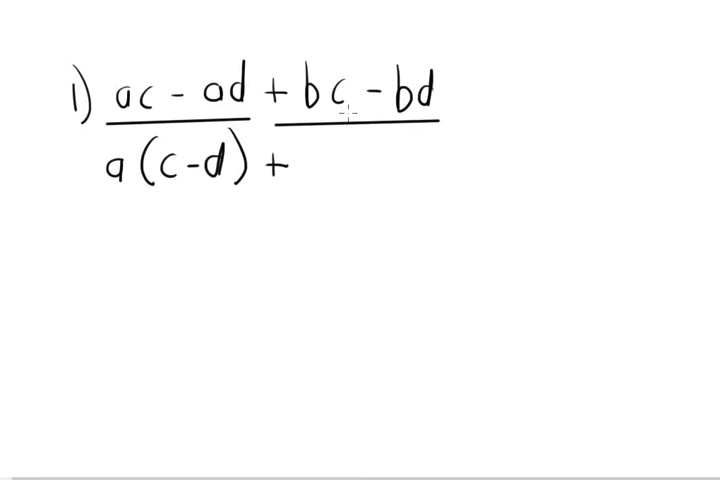 1) ac - ad + bc - bd
a(c-d) +